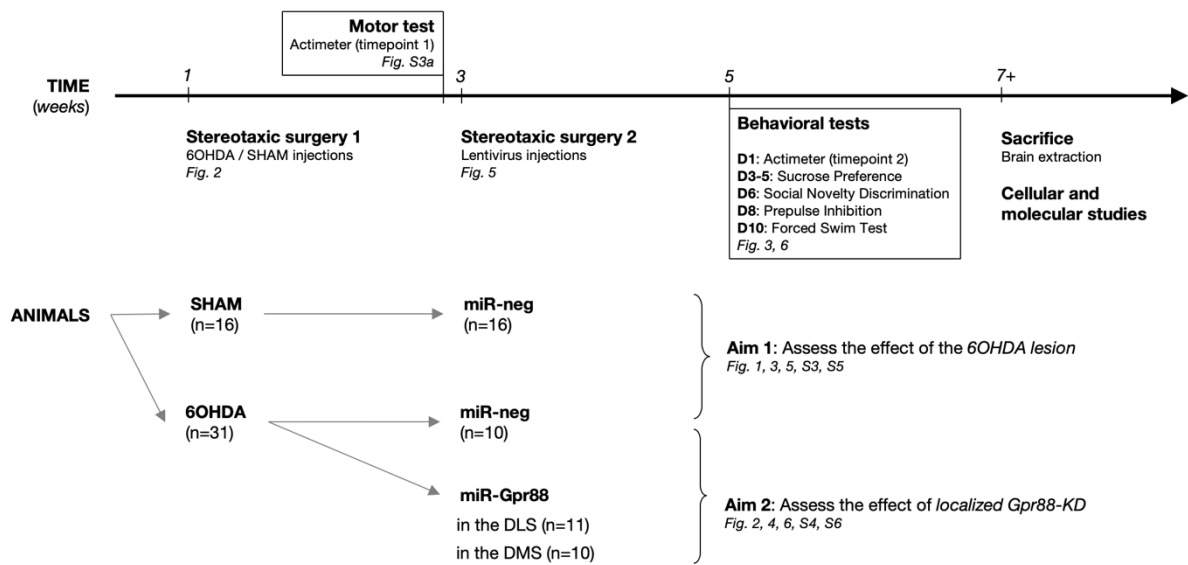 Motor test
Actimeter (timepoint 1)
Fig. S3a
TIME
(weeks)
1
3
5
7+
Stereotaxic surgery 1
6OHDA / SHAM injections
Fig. 2
Stereotaxic surgery 2
Lentivirus injections
Fig. 5
Behavioral tests
D1: Actimeter (timepoint 2)
D3-5: Sucrose Preference
D6: Social Novelty Discrimination
D8: Prepulse Inhibition
D10: Forced Swim Test
Fig. 3, 6
Sacrifice
Brain extraction
Cellular and
molecular studies
ANIMALS
SHAM
(n=16)
miR-neg
(n=16)
6OHDA
(n=31)
miR-neg
(n=10)
miR-Gpr88
in the DLS (n=11)
in the DMS (n=10)
Aim 1: Assess the effect of the 6OHDA lesion
Fig. 1, 3, 5, S3, S5
Aim 2: Assess the effect of localized Gpr88-KD
Fig. 2, 4, 6, S4, S6